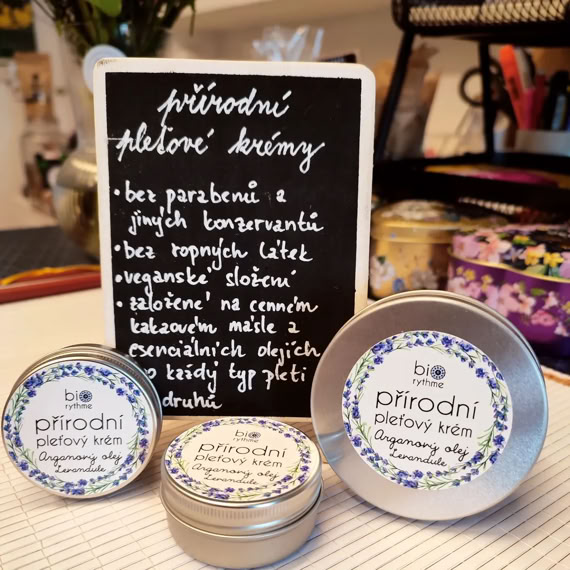 přírodní
pleťové krémy
• bez parabenů a
jiných konzervantů
• bez ropných látek
• veganské složení
• založené na cenném
kakaovém másle a
esenciálních olejích
každý typ pleti
druhů
bio
rythme
přírodní
pleťový krém
Arganový olej
Levandule
bio
rythme
přírodní
pleťový krém
Arganový olej
Levandule
bio
rythme
přírodní
pleťový krém
Arganový olej
Levandule